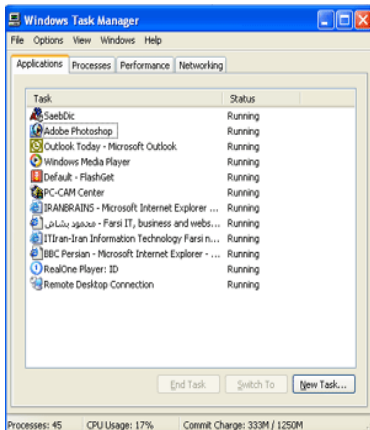 Windows Task Manager
File Options View Windows Help
Applications Processes Performance Networking
Task Status
SaebDic Running
Adobe Photoshop Running
Outlook Today - Microsoft Outlook Running
Windows Media Player Running
Default - FlashGet Running
PC-CAM Center Running
IRANBRAINS - Microsoft Internet Explorer ... Running
محمود بشاش - Farsi IT, business and webs... Running
ITIran-Iran Information Technology Farsi n... Running
BBC Persian - Microsoft Internet Explorer - ... Running
RealOne Player: ID Running
Remote Desktop Connection Running
End Task Switch To New Task...
Processes: 45 CPU Usage: 17% Commit Charge: 333M / 1250M